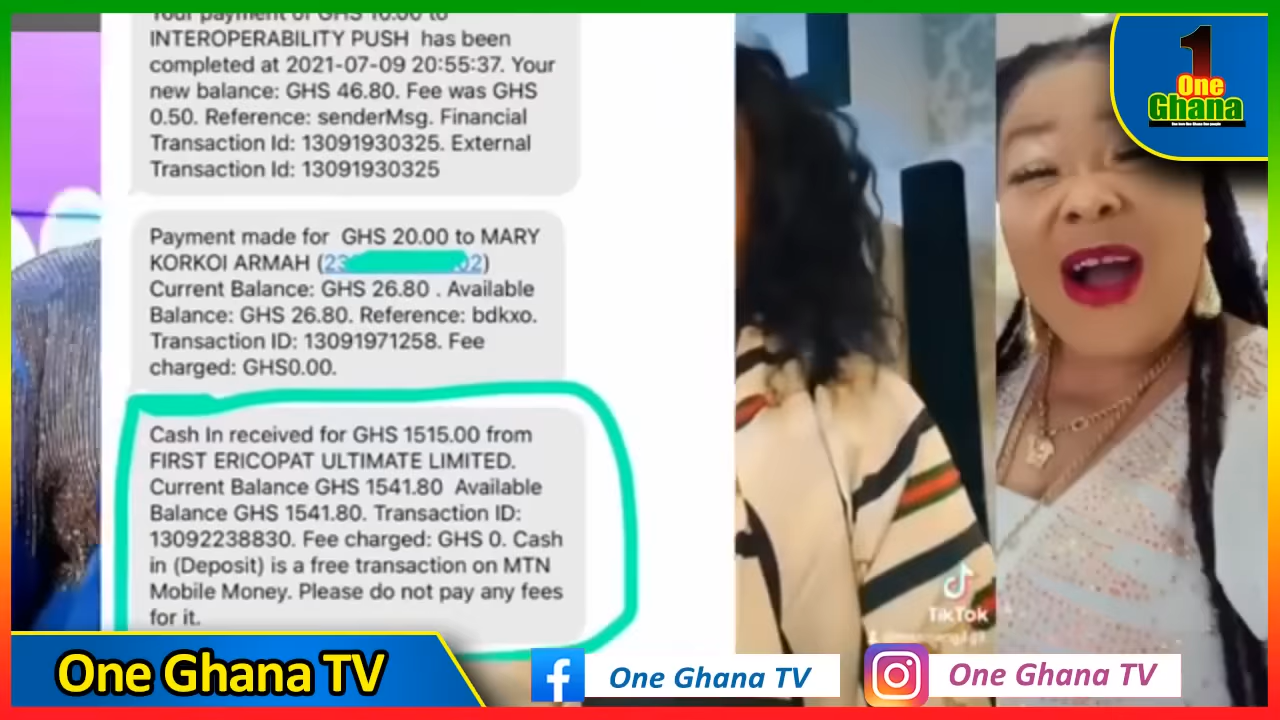 Your payment of GHS 10.00 to
INTEROPERABILITY PUSH has been
completed at 2021-07-09 20:55:37. Your
new balance: GHS 46.80. Fee was GHS
0.50. Reference: senderMsg. Financial
Transaction Id: 13091930325. External
Transaction Id: 13091930325
Payment made for GHS 20.00 to MARY
KORKOI ARMAH (23 02)
Current Balance: GHS 26.80 . Available
Balance: GHS 26.80. Reference: bdkxo.
Transaction ID: 13091971258. Fee
charged: GHS0.00.
Cash In received for GHS 1515.00 from
FIRST ERICOPAT ULTIMATE LIMITED.
Current Balance GHS 1541.80 Available
Balance GHS 1541.80. Transaction ID:
13092238830. Fee charged: GHS 0. Cash
in (Deposit) is a free transaction on MTN
Mobile Money. Please do not pay any fees
for it.
1
One
Ghana
TikTok
One Ghana TV
One Ghana TV
One Ghana TV